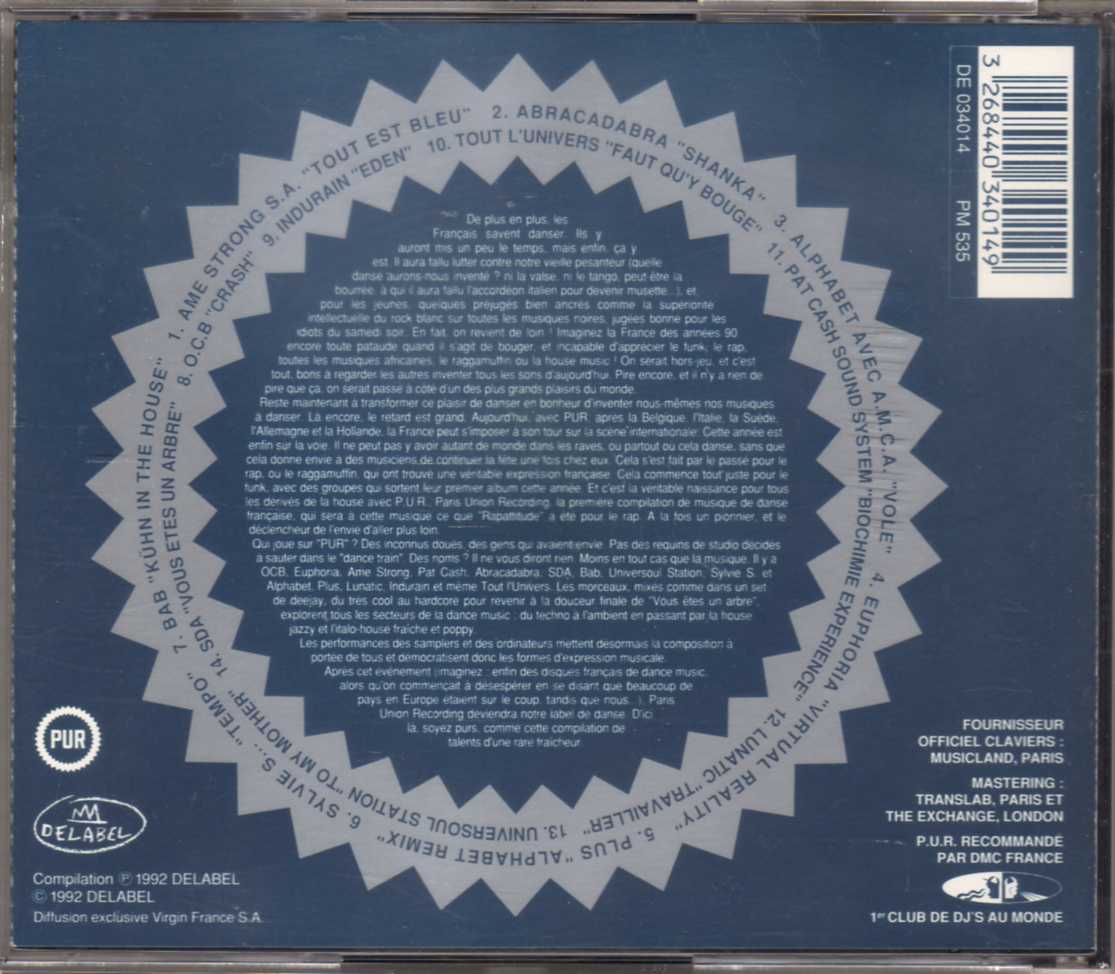 1. AME STRONG S.A. "TOUT EST BLEU" 2. ABRACADABRA "SHANKA" 3. ALPHABET AVEC A.M.C.A. "VOLE" 4. EUPHORIA "VIRTUAL REALITY" 5. PLUS "ALPHABET REMIX" 6. SYLVIE S... "TEMPO" 7. BAB "KÜHN IN THE HOUSE"
8. O.C.B "CRASH" 9. INDURAIN "EDEN" 10. TOUT L'UNIVERS "FAUT QU'Y BOUGE" 11. PAT CASH SOUND SYSTEM "BIOCHIMIE EXPERIENCE" 12. LUNATIC "TRAVAILLER" 13. UNIVERSOUL STATION "TO MY MOTHER" 14. SDA "VOUS ETES UN ARBRE"
De plus en plus, les
Français savent danser. Ils y
auront mis un peu le temps, mais enfin, ça y
est. Il aura fallu lutter contre notre vieille pesanteur (quelle
danse aurons-nous inventé ? ni la valse, ni le tango, peut être la
bourrée, à qui il aura fallu l'accordéon italien pour devenir musette...), et,
pour les jeunes, quelques préjugés bien ancrés comme la supériorité
intellectuelle du rock blanc sur toutes les musiques noires, jugées bonne pour les
idiots du samedi soir. En fait, on revient de loin ! Imaginez la France des années 90
encore toute pataude quand il s'agit de bouger, et incapable d'apprécier le funk, le rap,
toutes les musiques africaines, le raggamuffin ou la house music ! On serait hors-jeu, et c'est
tout, bons à regarder les autres inventer tous les sons d'aujourd'hui. Pire encore, et il n'y a rien de
pire que ça, on serait passé à côté d'un des plus grands plaisirs du monde.
Reste maintenant à transformer ce plaisir de danser en bonheur d'inventer nous-mêmes nos musiques
à danser. Là encore, le retard est grand. Aujourd'hui, avec PUR, après la Belgique, l'Italie, la Suède,
l'Allemagne et la Hollande, la France peut s'imposer à son tour sur la scène internationale. Cette année est
enfin sur la voie. Il ne peut pas y avoir autant de monde dans les raves, ou partout ou cela danse, sans que
cela donne envie à des musiciens de continuer la fête une fois chez eux. Cela s'est fait par le passé pour le
rap, ou le raggamuffin, qui ont trouvé une véritable expression française. Cela commence tout juste pour le
funk, avec des groupes qui sortent leur premier album cette année. Et c'est la véritable naissance pour tous
les dérivés de la house avec P.U.R. Paris Union Recording, la première compilation de musique de danse
française, qui sera à cette musique ce que "Rapattitude" a été pour le rap. A la fois un pionnier, et le
déclencheur de l'envie d'aller plus loin.
Qui joue sur "PUR" ? Des inconnus doués, des gens qui avaient envie. Pas des requins de studio décidés
à sauter dans le "dance train". Des noms ? Il ne vous diront rien. Moins en tout cas que la musique. Il y a
OCB, Euphoria, Ame Strong, Pat Cash, Abracadabra, SDA, Bab, Universoul Station, Sylvie S. et
Alphabet, Plus, Lunatic, Indurain et même Tout l'Univers. Les morceaux, mixés comme dans un set
de deejay, du très cool au hardcore pour revenir à la douceur finale de "Vous êtes un arbre",
explorent tous les secteurs de la dance music : du techno à l'ambient en passant par la house
jazzy et l'italo-house fraîche et poppy.
Les performances des samplers et des ordinateurs mettent désormais la composition à
portée de tous et démocratisent donc les formes d'expression musicale.
Après cet événement (imaginez : enfin des disques français de dance music,
alors qu'on commençait à désespérer en se disant que beaucoup de
pays en Europe étaient sur le coup, tandis que nous...), Paris
Union Recording deviendra notre label de danse. D'ici
là, soyez purs, comme cette compilation de
talents d'une rare fraîcheur.
3 268440 340149
DE 034014 PM 535
PUR
DELABEL
Compilation ℗ 1992 DELABEL
© 1992 DELABEL
Diffusion exclusive Virgin France S.A.
FOURNISSEUR
OFFICIEL CLAVIERS :
MUSICLAND, PARIS
MASTERING :
TRANSLAB, PARIS ET
THE EXCHANGE, LONDON
P.U.R. RECOMMANDÉ
PAR DMC FRANCE
1er CLUB DE DJ'S AU MONDE